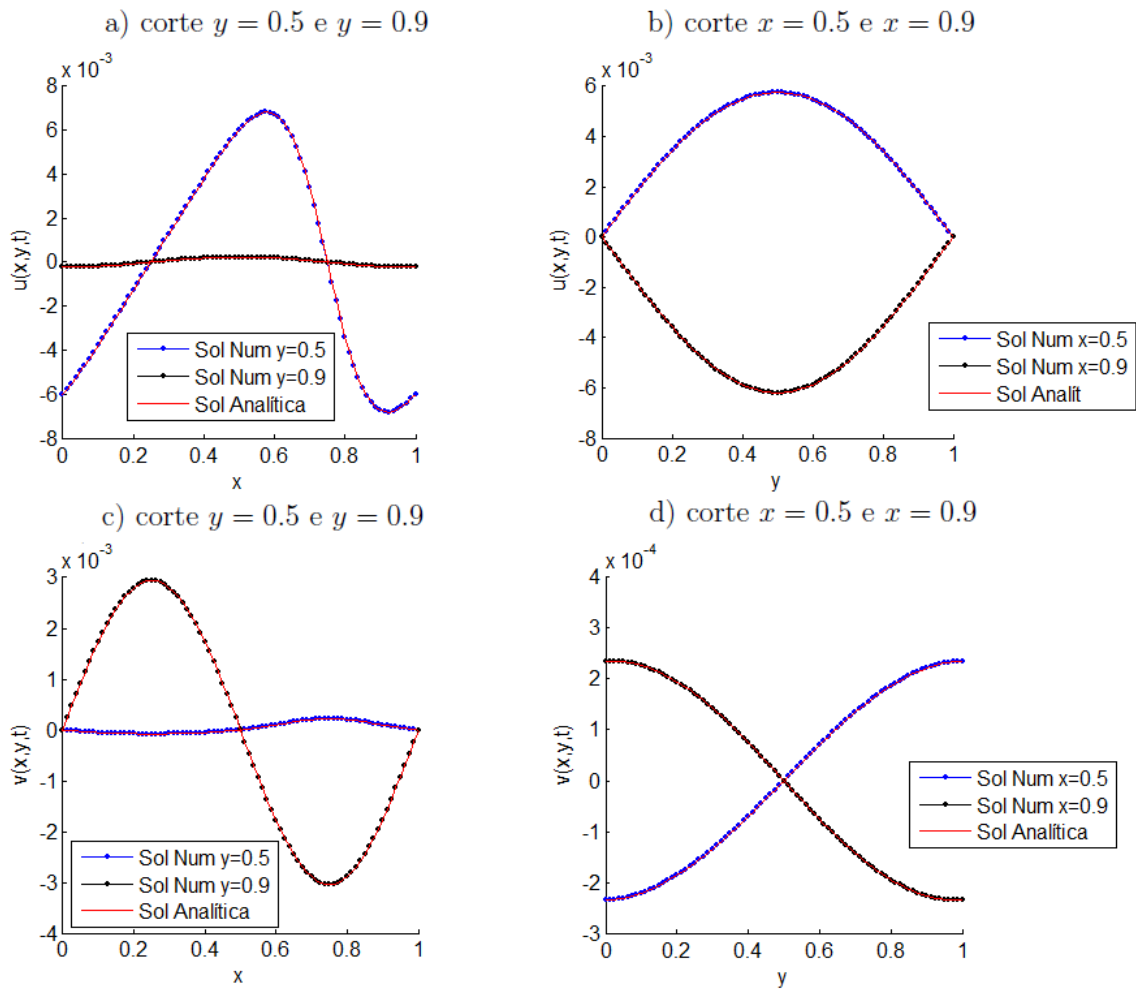 a) corte y = 0.5 e y = 0.9
x 10^-3
8
6
4
2
0
-2
-4
-6
-8
u(x,y,t)
Sol Num y=0.5
Sol Num y=0.9
Sol Analítica
0 0.2 0.4 0.6 0.8 1
x
b) corte x = 0.5 e x = 0.9
x 10^-3
6
4
2
0
-2
-4
-6
-8
u(x,y,t)
Sol Num x=0.5
Sol Num x=0.9
Sol Analít
0 0.2 0.4 0.6 0.8 1
y
c) corte y = 0.5 e y = 0.9
x 10^-3
3
2
1
0
-1
-2
-3
-4
v(x,y,t)
Sol Num y=0.5
Sol Num y=0.9
Sol Analítica
0 0.2 0.4 0.6 0.8 1
x
d) corte x = 0.5 e x = 0.9
x 10^-4
4
3
2
1
0
-1
-2
-3
v(x,y,t)
Sol Num x=0.5
Sol Num x=0.9
Sol Analítica
0 0.2 0.4 0.6 0.8 1
y